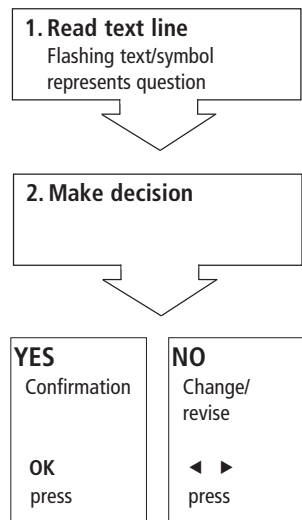 1. Read text line
Flashing text/symbol
represents question
2. Make decision
YES
Confirmation
OK
press
NO
Change/
revise
◄ ►
press